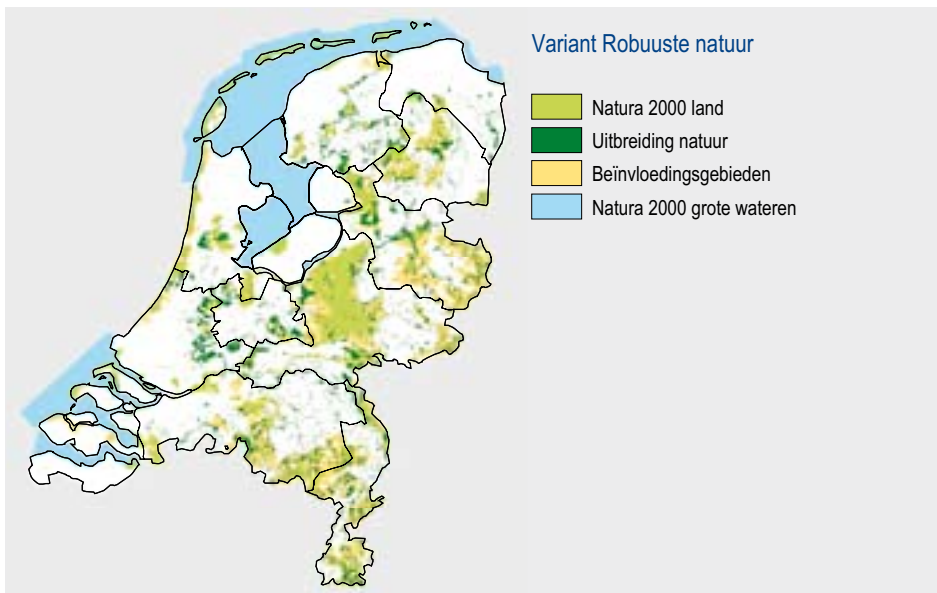 Variant Robuuste natuur
Natura 2000 land
Uitbreiding natuur
Beïnvloedingsgebieden
Natura 2000 grote wateren